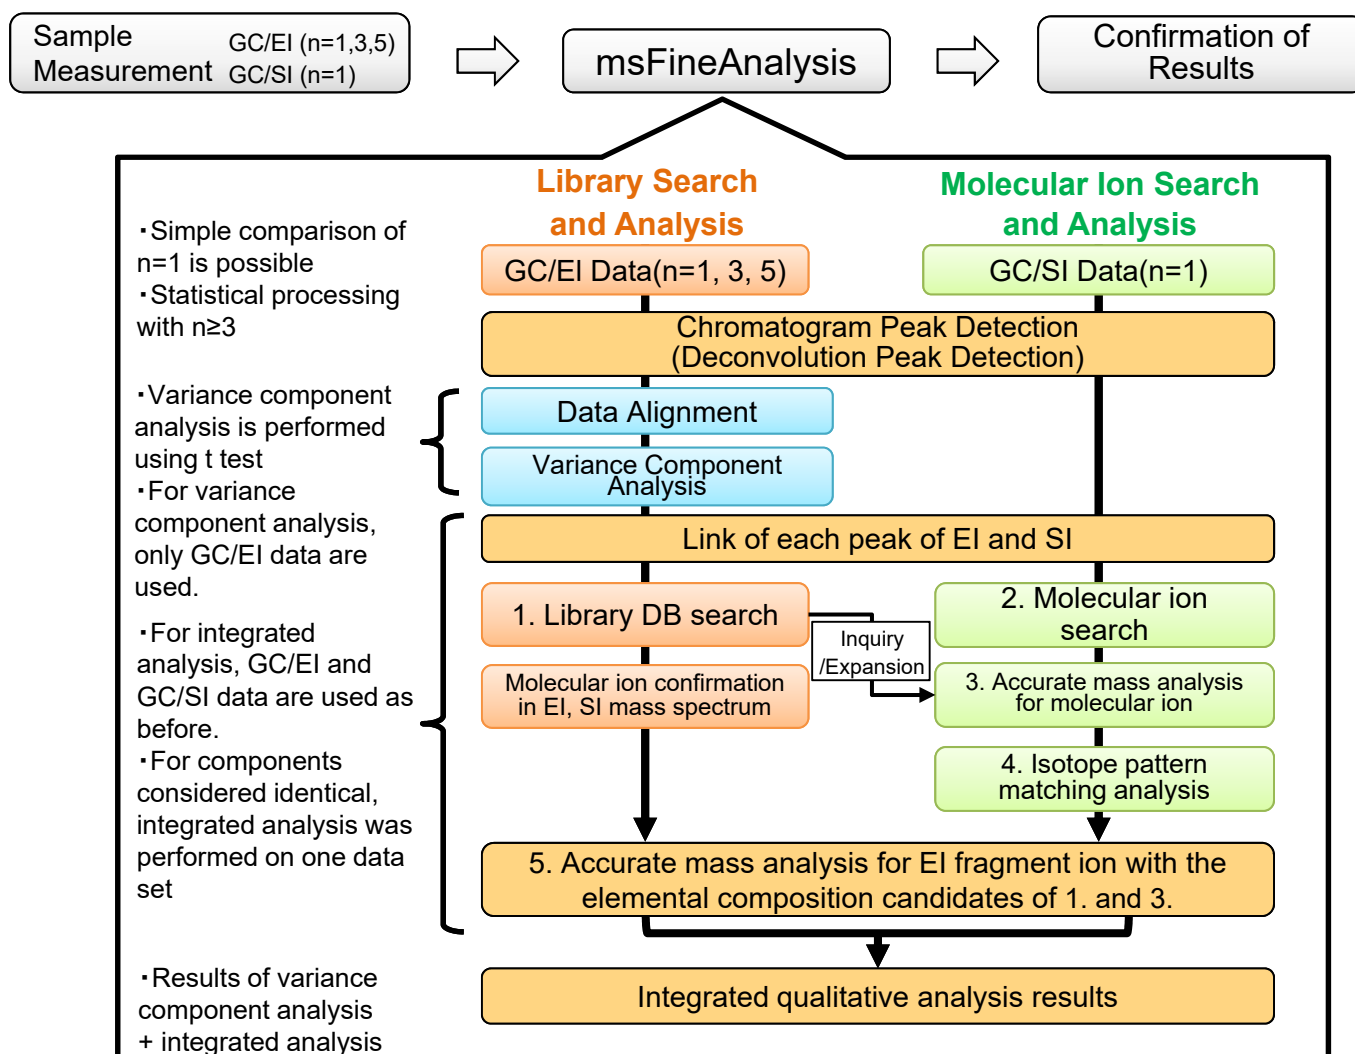 Sample
Measurement
GC/EI (n=1,3,5)
GC/SI (n=1)
msFineAnalysis
Confirmation of
Results
Library Search
and Analysis
Molecular Ion Search
and Analysis
・Simple comparison of
n=1 is possible
・Statistical processing
with n≥3
GC/EI Data(n=1, 3, 5)
GC/SI Data(n=1)
Chromatogram Peak Detection
(Deconvolution Peak Detection)
・Variance component
analysis is performed
using t test
・For variance
component analysis,
only GC/EI data are
used.
Data Alignment
Variance Component
Analysis
Link of each peak of EI and SI
・For integrated
analysis, GC/EI and
GC/SI data are used as
before.
・For components
considered identical,
integrated analysis was
performed on one data
set
1. Library DB search
Inquiry
/Expansion
2. Molecular ion
search
Molecular ion confirmation
in EI, SI mass spectrum
3. Accurate mass analysis
for molecular ion
4. Isotope pattern
matching analysis
5. Accurate mass analysis for EI fragment ion with the
elemental composition candidates of 1. and 3.
・Results of variance
component analysis
+ integrated analysis
Integrated qualitative analysis results